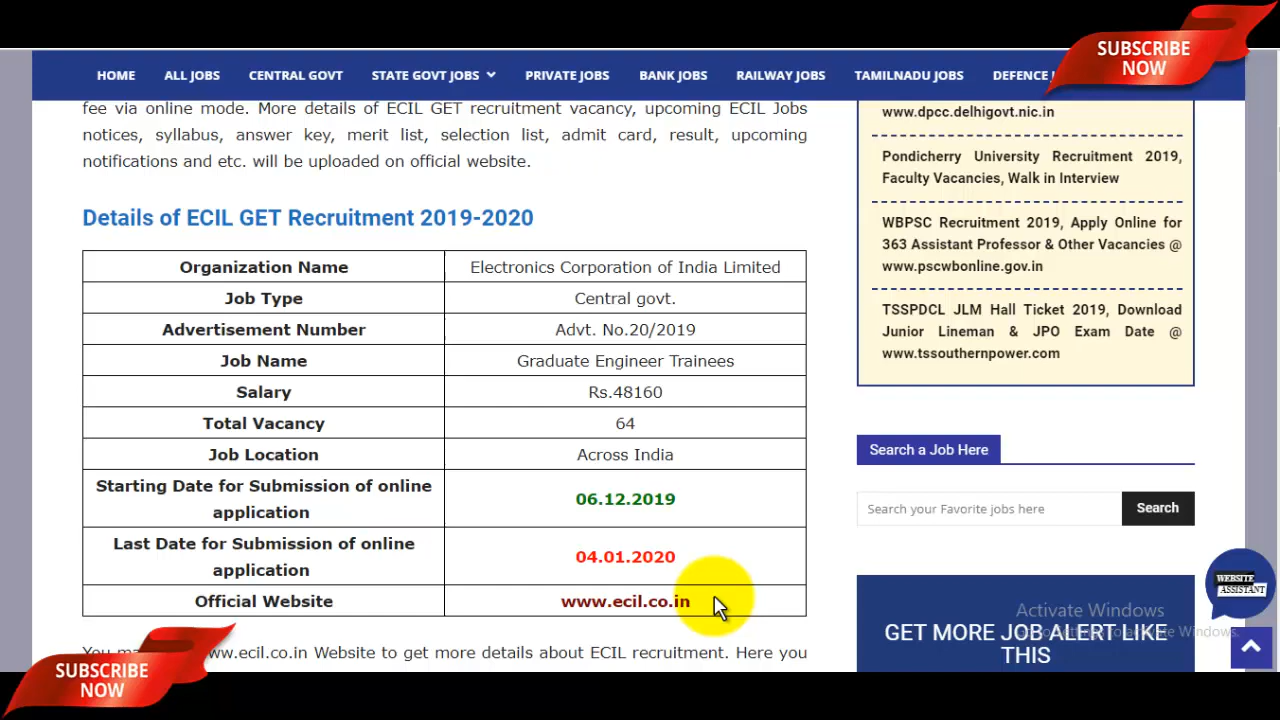 SUBSCRIBE
NOW
HOME ALL JOBS CENTRAL GOVT STATE GOVT JOBS PRIVATE JOBS BANK JOBS RAILWAY JOBS TAMILNADU JOBS DEFENCE
fee via online mode. More details of ECIL GET recruitment vacancy, upcoming ECIL Jobs
notices, syllabus, answer key, merit list, selection list, admit card, result, upcoming
notifications and etc. will be uploaded on official website.
Details of ECIL GET Recruitment 2019-2020
Organization Name Electronics Corporation of India Limited
Job Type Central govt.
Advertisement Number Advt. No.20/2019
Job Name Graduate Engineer Trainees
Salary Rs.48160
Total Vacancy 64
Job Location Across India
Starting Date for Submission of online
application
06.12.2019
Last Date for Submission of online
application
04.01.2020
Official Website www.ecil.co.in
www.ecil.co.in Website to get more details about ECIL recruitment. Here you
SUBSCRIBE
NOW
www.dpcc.delhigovt.nic.in
Pondicherry University Recruitment 2019,
Faculty Vacancies, Walk in Interview
WBPSC Recruitment 2019, Apply Online for
363 Assistant Professor & Other Vacancies @
www.pscwbonline.gov.in
TSSPDCL JLM Hall Ticket 2019, Download
Junior Lineman & JPO Exam Date @
www.tssouthernpower.com
Search a Job Here
Search your Favorite jobs here Search
WEBSITE
ASSISTANT
Activate Windows
GET MORE JOB ALERT LIKE
THIS